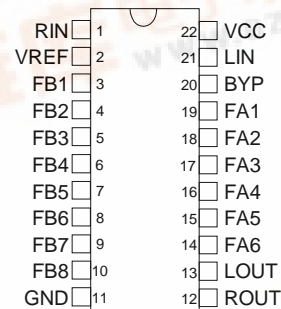 RIN 1 22 VCC
VREF 2 21 LIN
FB1 3 20 BYP
FB2 4 19 FA1
FB3 5 18 FA2
FB4 6 17 FA3
FB5 7 16 FA4
FB6 8 15 FA5
FB7 9 14 FA6
FB8 10 13 LOUT
GND 11 12 ROUT